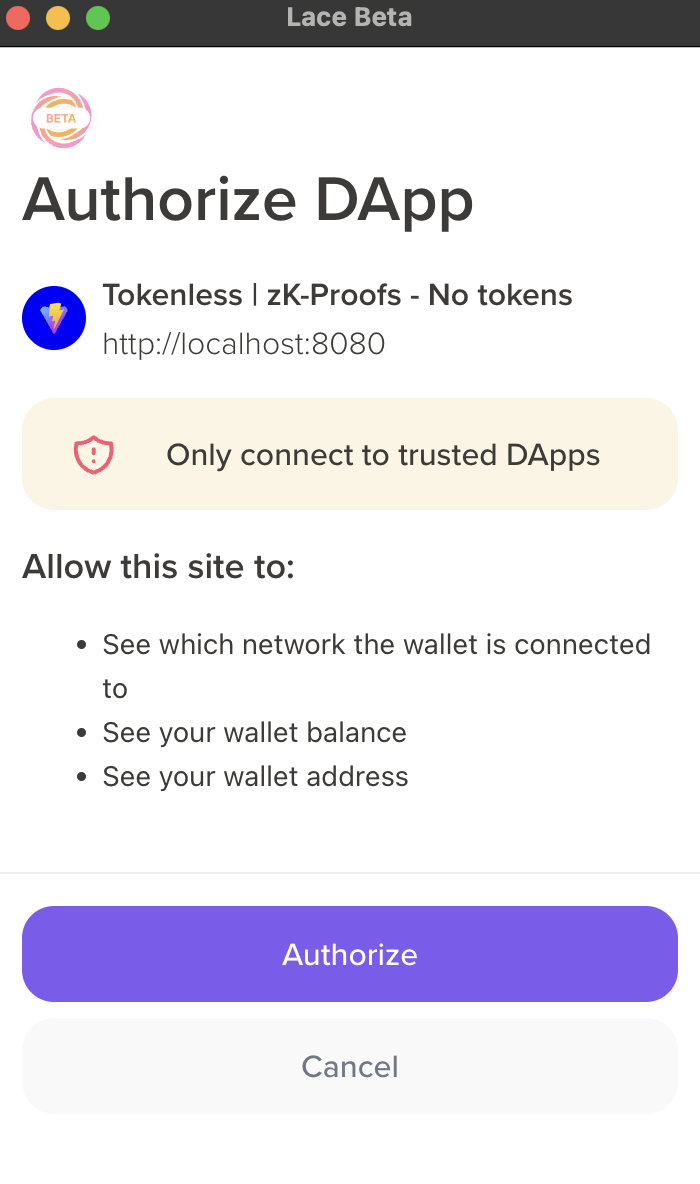 Lace Beta
BETA
Authorize DApp
Tokenless | zK-Proofs - No tokens
http://localhost:8080
Only connect to trusted DApps
Allow this site to:
• See which network the wallet is connected
to
• See your wallet balance
• See your wallet address
Authorize
Cancel